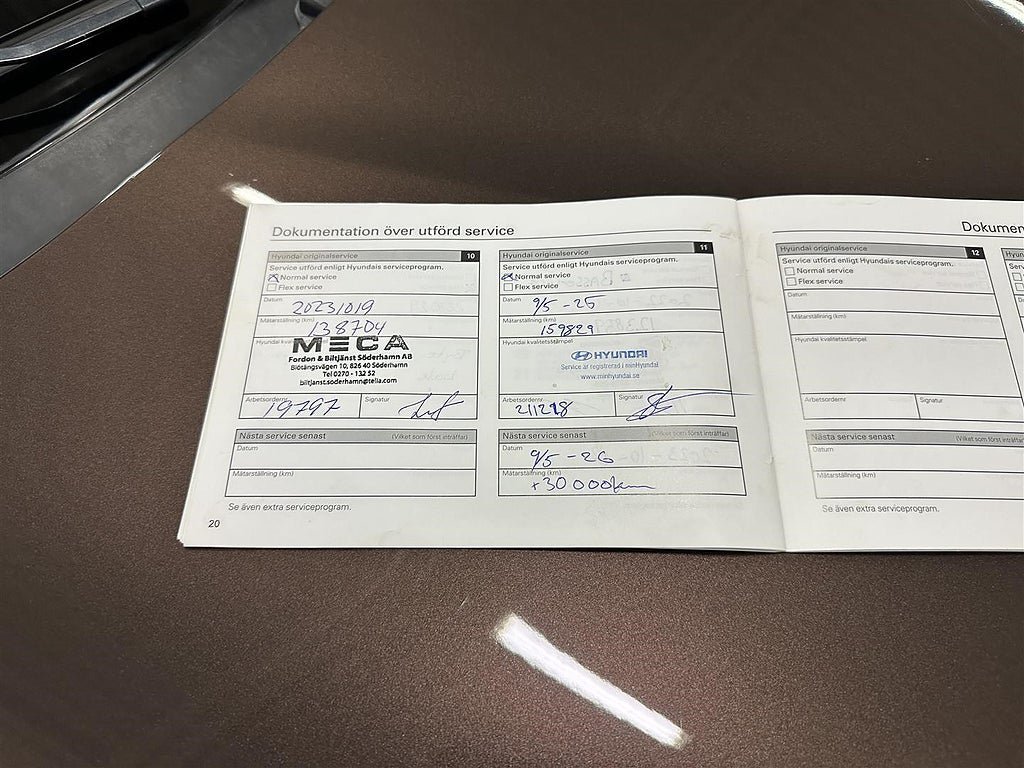 Dokumentation över utförd service
Hyundai originalservice 10
Service utförd enligt Hyundais serviceprogram.
Normal service
Flex service
Datum
20231019
Mätarställning (km)
138704
Hyundai
MECA
Fordon & Biltjänst Söderhamn AB
Blötängsvägen 10, 826 40 Söderhamn
Tel 0270 - 132 52
biltjanst.soderhamn@telia.com
Arbetsordernr
19797
Signatur
Nästa service senast (Vilket som först inträffar)
Datum
Mätarställning (km)
Se även extra serviceprogram.
20
Hyundai originalservice 11
Service utförd enligt Hyundais serviceprogram.
Normal service
Flex service
Datum
9/5 - 25
Mätarställning (km)
159829
Hyundai kvalitetsstämpel
HYUNDAI
Service är registrerad i minHyundai
www.minhyundai.se
Arbetsordernr
211298
Signatur
Nästa service senast (Vilket som först inträffar)
Datum
9/5 - 26
Mätarställning (km)
+30 000km
Dokumen
Hyundai originalservice 12
Service utförd enligt Hyundais serviceprogram.
Normal service
Flex service
Datum
Mätarställning (km)
Hyundai kvalitetsstämpel
Arbetsordernr
Signatur
Nästa service senast (Vilket som först inträffar)
Datum
Mätarställning (km)
Se även extra serviceprogram.